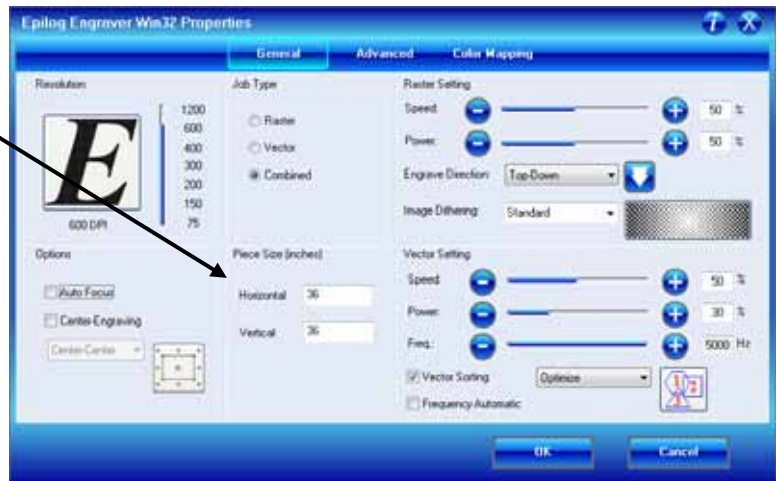 Epilog Engraver Win32 Properties
General Advanced Color Mapping
Resolution
E
1200
600
400
300
200
150
75
600 DPI
Job Type
Raster
Vector
Combined
Raster Setting
Speed: 50 %
Power: 50 %
Engrave Direction: Top-Down
Image Dithering: Standard
Options
Auto Focus
Center-Engraving
Center-Center
Piece Size (inches)
Horizontal 36
Vertical 36
Vector Setting
Speed: 50 %
Power: 30 %
Freq.: 5000 Hz
Vector Sorting Optimize
Frequency Automatic
OK Cancel